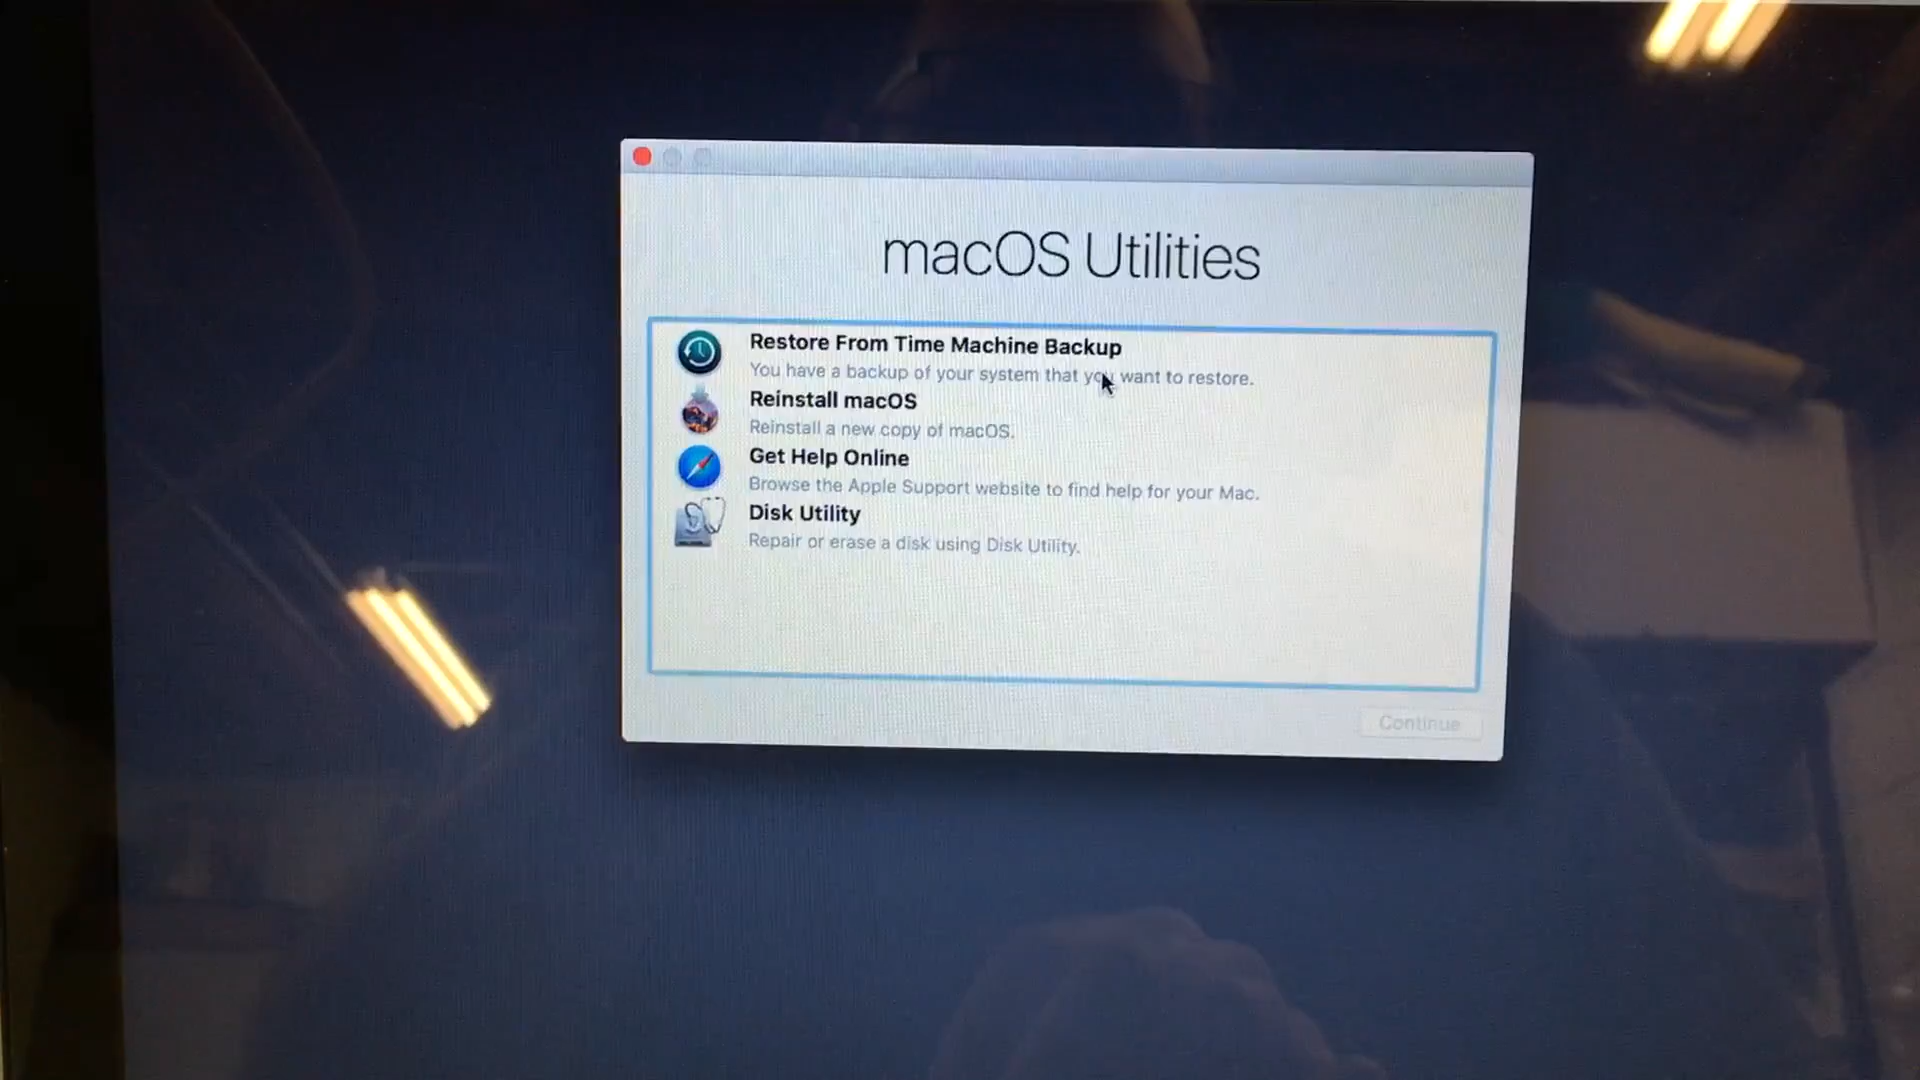 macOS Utilities
Restore From Time Machine Backup
You have a backup of your system that you want to restore.
Reinstall macOS
Reinstall a new copy of macOS.
Get Help Online
Browse the Apple Support website to find help for your Mac.
Disk Utility
Repair or erase a disk using Disk Utility.
Continue